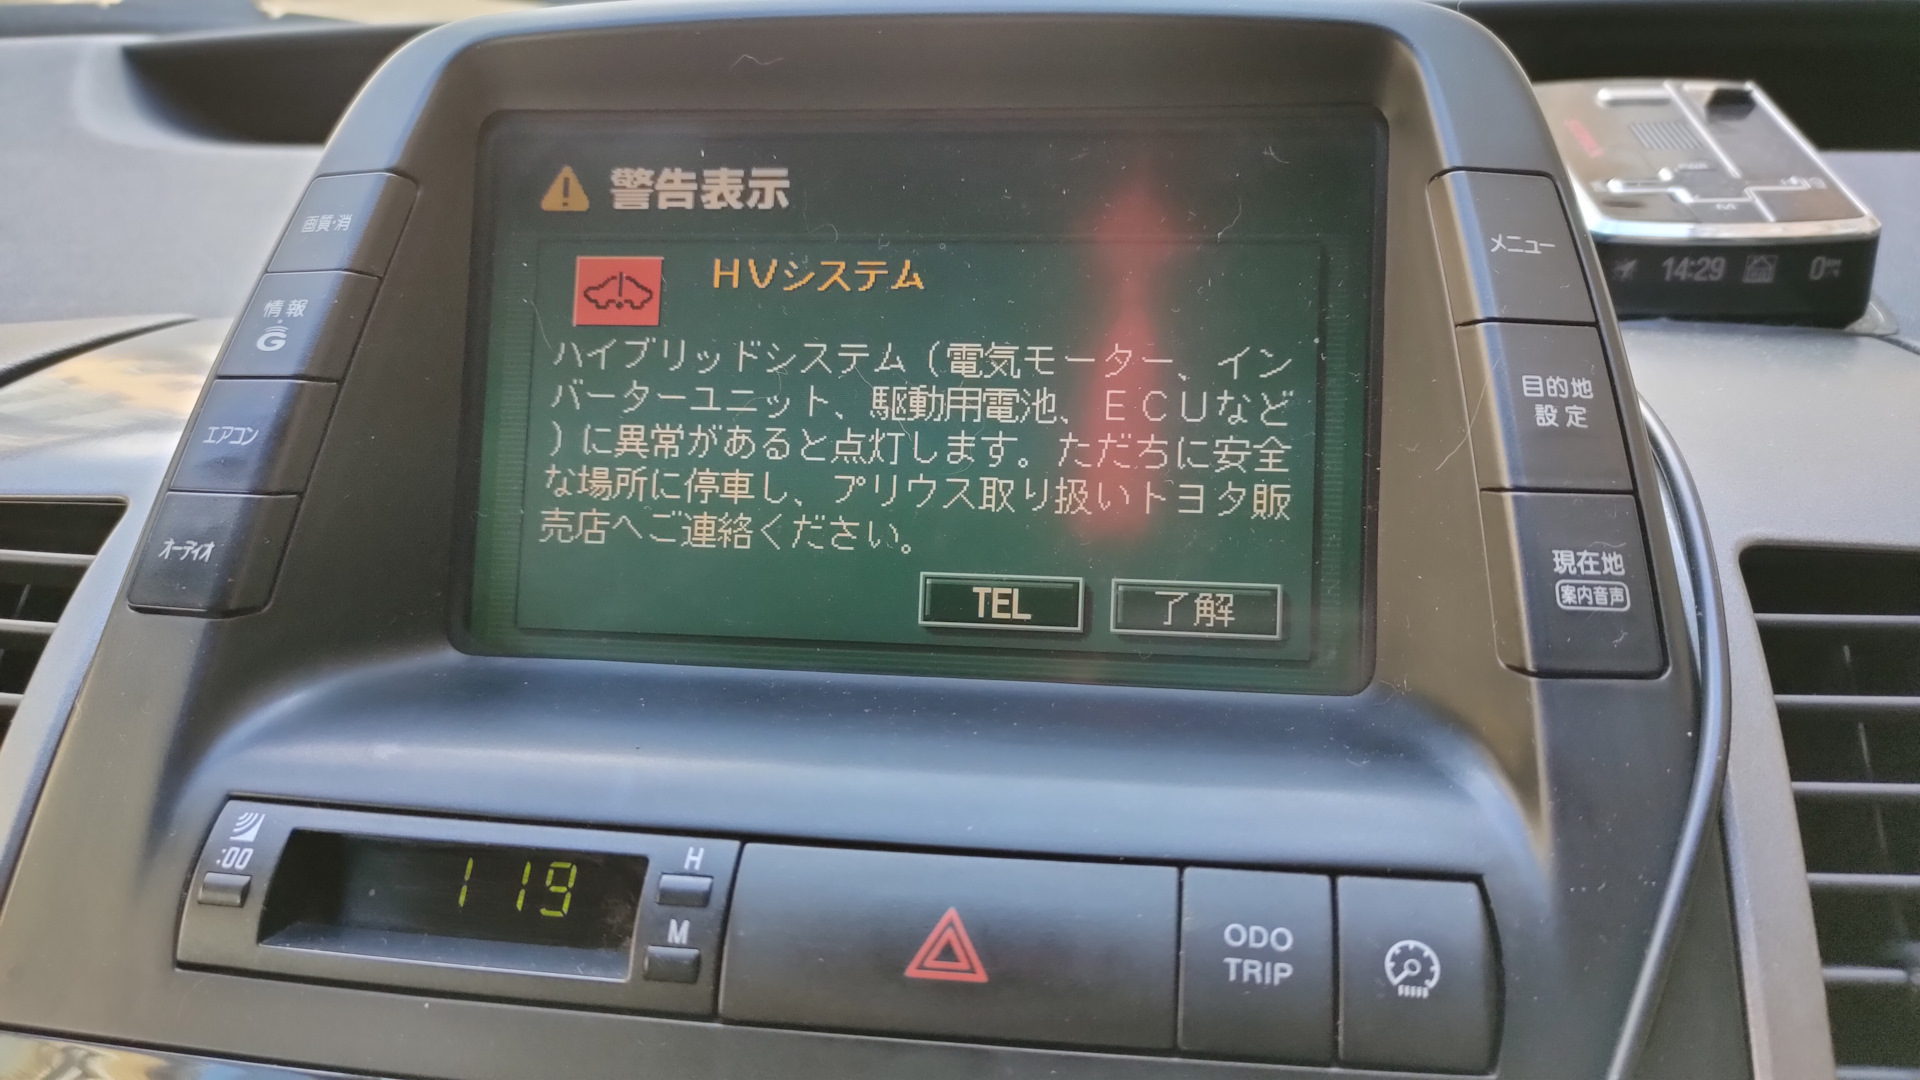 警告表示
HVシステム
ハイブリッドシステム(電気モーター、イン
バーターユニット、駆動用電池、ECUなど
)に異常があると点灯します。ただちに安全
な場所に停車し、プリウス取り扱いトヨタ販
売店へご連絡ください。
TEL
了解
画質・消
情報
G
エアコン
オーディオ
メニュー
目的地
設定
現在地
案内音声
14:29
0
:00
1 19
H
M
ODO
TRIP